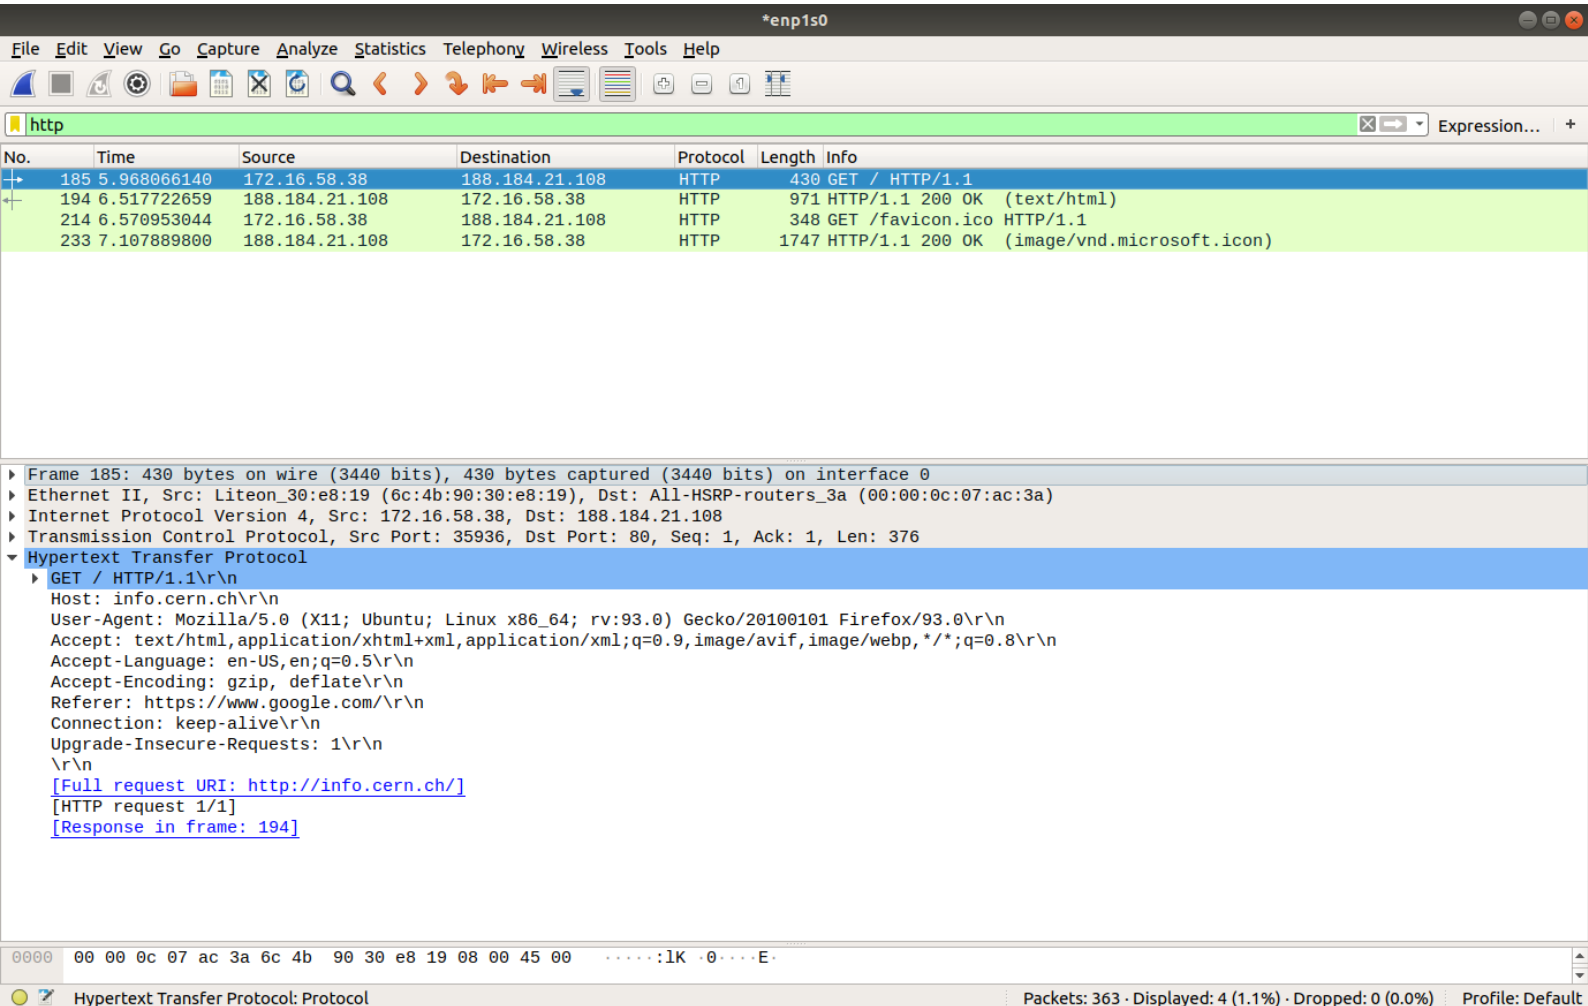 *enp1s0
File Edit View Go Capture Analyze Statistics Telephony Wireless Tools Help
http
Expression... +
No. Time Source Destination Protocol Length Info
185 5.968066140 172.16.58.38 188.184.21.108 HTTP 430 GET / HTTP/1.1
194 6.517722659 188.184.21.108 172.16.58.38 HTTP 971 HTTP/1.1 200 OK (text/html)
214 6.570953044 172.16.58.38 188.184.21.108 HTTP 348 GET /favicon.ico HTTP/1.1
233 7.107889800 188.184.21.108 172.16.58.38 HTTP 1747 HTTP/1.1 200 OK (image/vnd.microsoft.icon)
Frame 185: 430 bytes on wire (3440 bits), 430 bytes captured (3440 bits) on interface 0
Ethernet II, Src: Liteon_30:e8:19 (6c:4b:90:30:e8:19), Dst: All-HSRP-routers_3a (00:00:0c:07:ac:3a)
Internet Protocol Version 4, Src: 172.16.58.38, Dst: 188.184.21.108
Transmission Control Protocol, Src Port: 35936, Dst Port: 80, Seq: 1, Ack: 1, Len: 376
Hypertext Transfer Protocol
GET / HTTP/1.1\r\n
Host: info.cern.ch\r\n
User-Agent: Mozilla/5.0 (X11; Ubuntu; Linux x86_64; rv:93.0) Gecko/20100101 Firefox/93.0\r\n
Accept: text/html,application/xhtml+xml,application/xml;q=0.9,image/avif,image/webp,*/*;q=0.8\r\n
Accept-Language: en-US,en;q=0.5\r\n
Accept-Encoding: gzip, deflate\r\n
Referer: https://www.google.com/\r\n
Connection: keep-alive\r\n
Upgrade-Insecure-Requests: 1\r\n
\r\n
[Full request URI: http://info.cern.ch/]
[HTTP request 1/1]
[Response in frame: 194]
0000 00 00 0c 07 ac 3a 6c 4b 90 30 e8 19 08 00 45 00 ·····:lK ·0····E·
Hypertext Transfer Protocol: Protocol
Packets: 363 · Displayed: 4 (1.1%) · Dropped: 0 (0.0%) Profile: Default